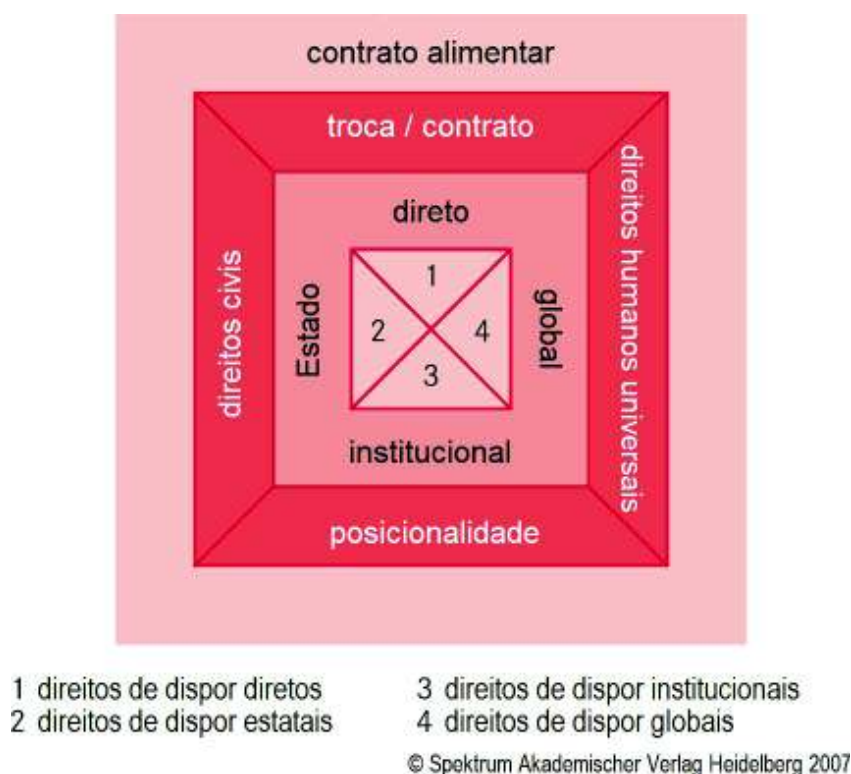 contrato alimentar
troca / contrato
direitos humanos universais
direto
direitos civis
Estado
global
1
2
4
3
institucional
posicionalidade
1 direitos de dispor diretos
2 direitos de dispor estatais
3 direitos de dispor institucionais
4 direitos de dispor globais
© Spektrum Akademischer Verlag Heidelberg 2007